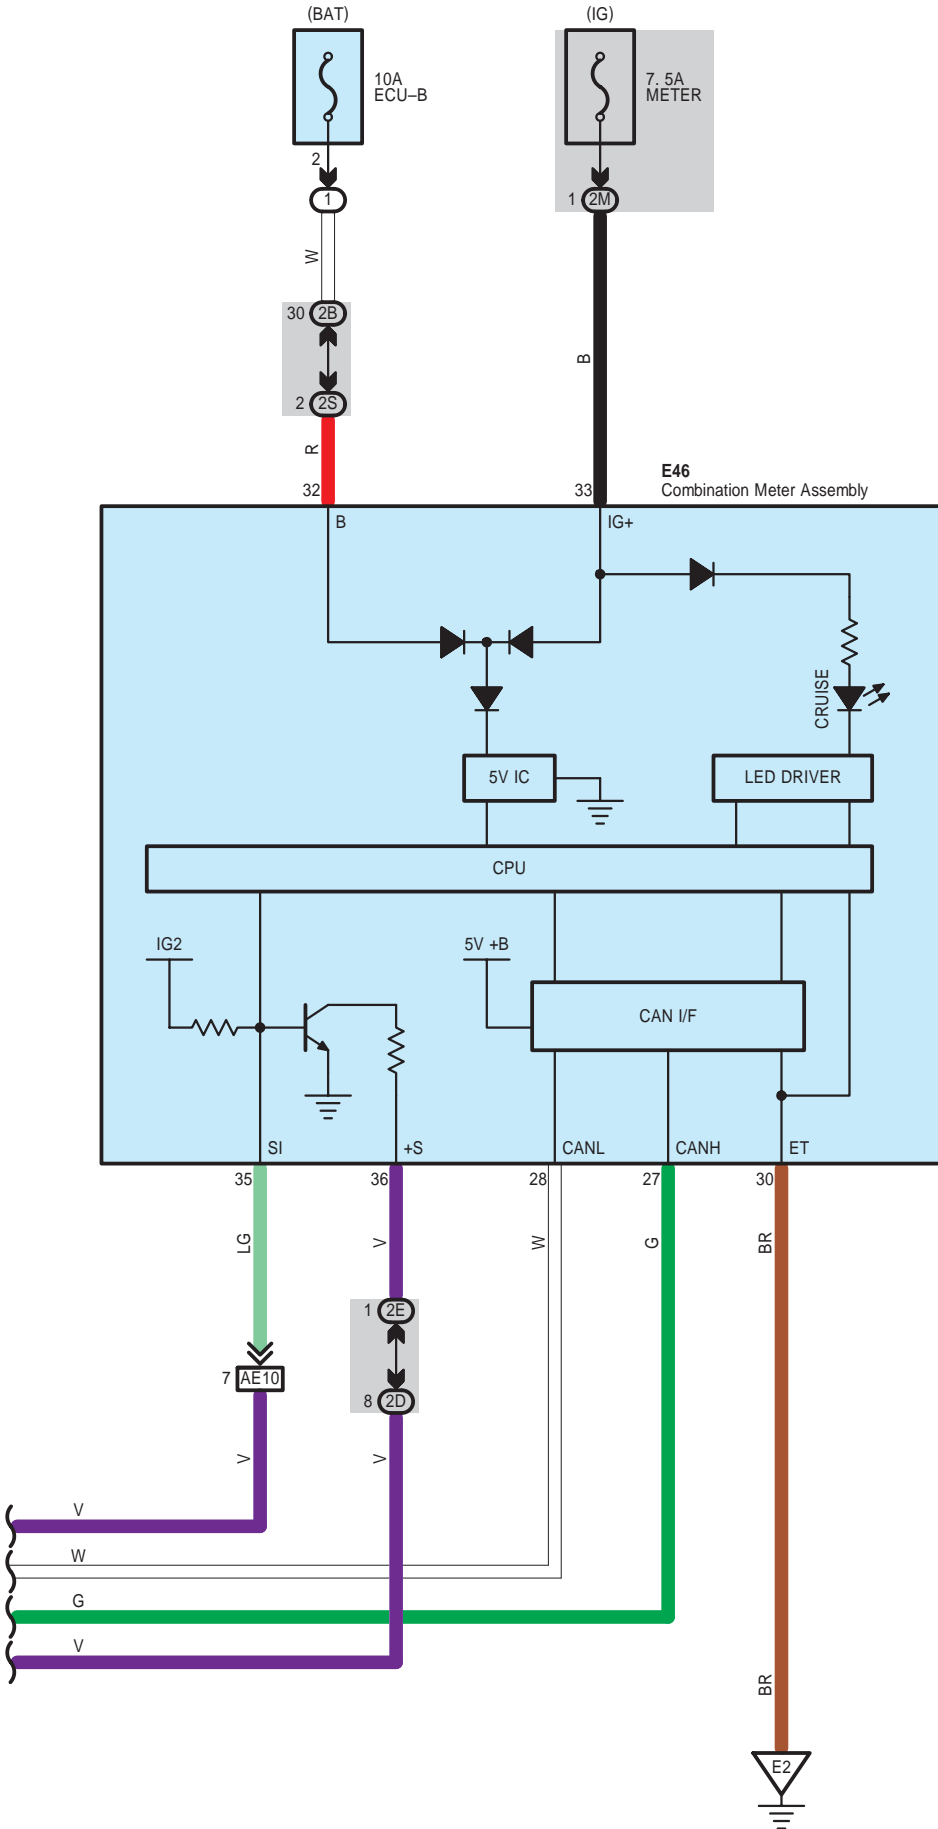 (BAT)
(IG)
10A
ECU–B
7. 5A
METER
2
1
1 2M
W
30 2B
B
2 2S
R
E46
Combination Meter Assembly
32
33
B
IG+
CRUISE
5V IC
LED DRIVER
CPU
IG2
5V +B
CAN I/F
SI
+S
CANL
CANH
ET
35
36
28
27
30
LG
V
W
G
BR
1 2E
7 AE10
8 2D
V
V
V
W
G
V
BR
E2